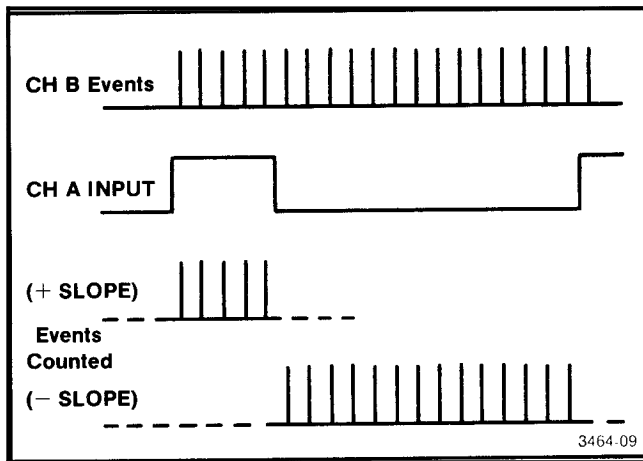 CH B Events
CH A INPUT
(+ SLOPE)
Events
Counted
(− SLOPE)
3464-09